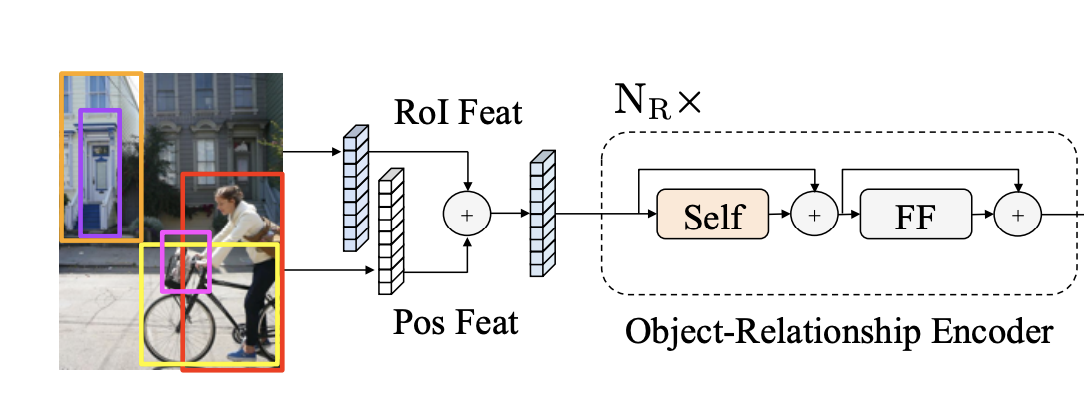 RoI Feat
Pos Feat
+
N_R×
Self
+
FF
+
Object-Relationship Encoder